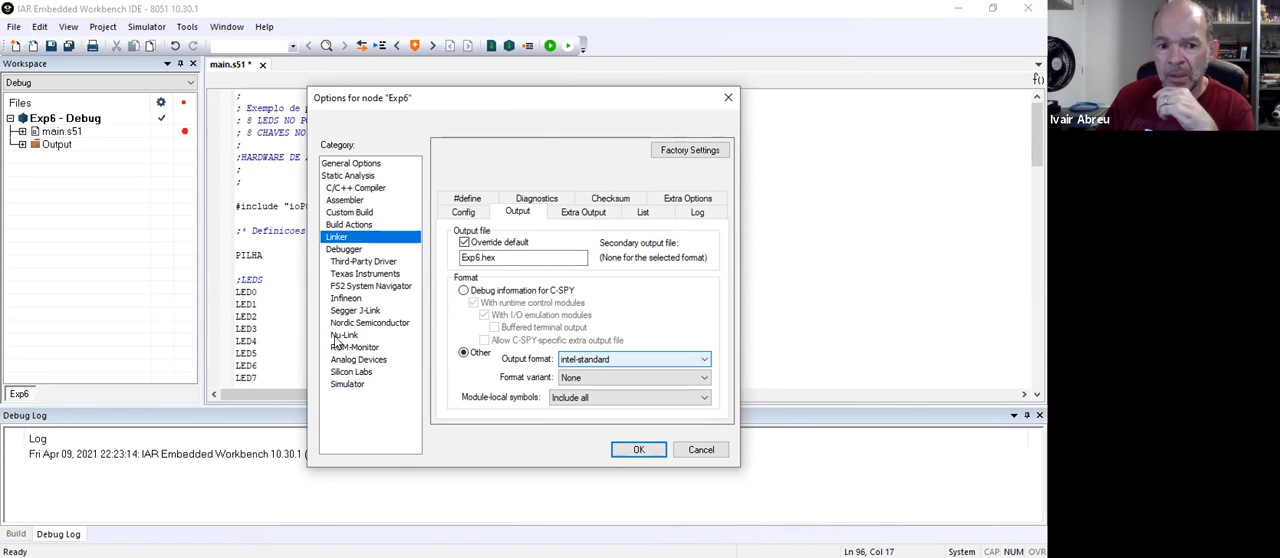 IAR Embedded Workbench IDE - 8051 10.30.1
File Edit View Project Simulator Tools Window Help
Workspace
Debug
Files
Exp6 - Debug
main.s51
Output
Exp6
main.s51 *
f()
;
; Exemplo de
; 8 LEDS NO
; 8 CHAVES NO
;
;HARDWARE DE
;
;
#include "io
;* Definicoes
PILHA
;LEDS
LED0
LED1
LED2
LED3
LED4
LED5
LED6
LED7
Options for node "Exp6"
Category:
General Options
Static Analysis
C/C++ Compiler
Assembler
Custom Build
Build Actions
Linker
Debugger
Third-Party Driver
Texas Instruments
FS2 System Navigator
Infineon
Segger J-Link
Nordic Semiconductor
Nu-Link
ROM-Monitor
Analog Devices
Silicon Labs
Simulator
Factory Settings
#define Diagnostics Checksum Extra Options
Config Output Extra Output List Log
Output file
Override default
Exp6.hex
Secondary output file:
(None for the selected format)
Format
Debug information for C-SPY
With runtime control modules
With I/O emulation modules
Buffered terminal output
Allow C-SPY-specific extra output file
Other
Output format: intel-standard
Format variant: None
Module-local symbols: Include all
OK Cancel
Debug Log
Log
Fri Apr 09, 2021 22:23:14: IAR Embedded Workbench 10.30.1 (
Build Debug Log
Ready Ln 96, Col 17 System CAP NUM OVR
Ivair Abreu